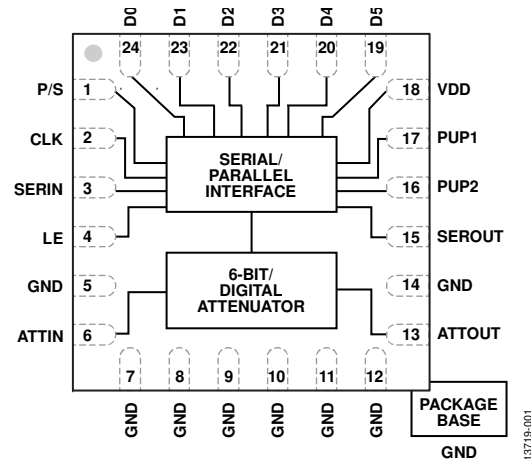 D0 D1 D2 D3 D4 D5
24 23 22 21 20 19
P/S 1
18 VDD
CLK 2
17 PUP1
SERIN 3
16 PUP2
LE 4
15 SEROUT
GND 5
14 GND
ATTIN 6
13 ATTOUT
SERIAL/
PARALLEL
INTERFACE
6-BIT/
DIGITAL
ATTENUATOR
7 8 9 10 11 12
GND GND GND GND GND GND
PACKAGE
BASE
GND
13719-001